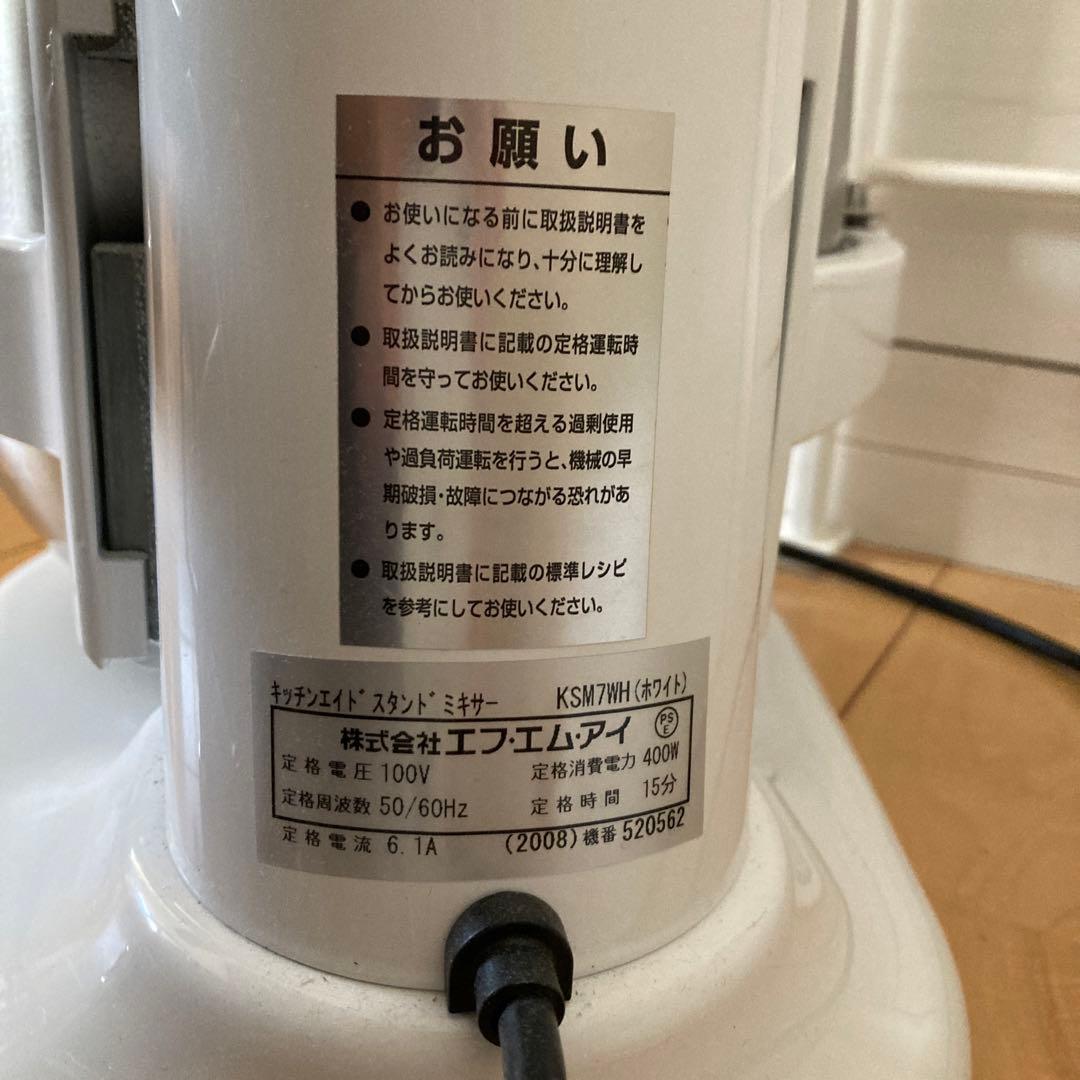 お願い
● お使いになる前に取扱説明書を
よくお読みになり、十分に理解し
てからお使いください。
● 取扱説明書に記載の定格運転時
間を守ってお使いください。
● 定格運転時間を超える過剰使用
や過負荷運転を行うと、機械の早
期破損・故障につながる恐れがあ
ります。
● 取扱説明書に記載の標準レシピ
を参考にしてお使いください。
キッチンエイドスタンドミキサー KSM7WH(ホワイト)
株式会社エフ・エム・アイ PSE
定格電圧 100V 定格消費電力 400W
定格周波数 50/60Hz 定格時間 15分
定格電流 6.1A (2008)機番 520562